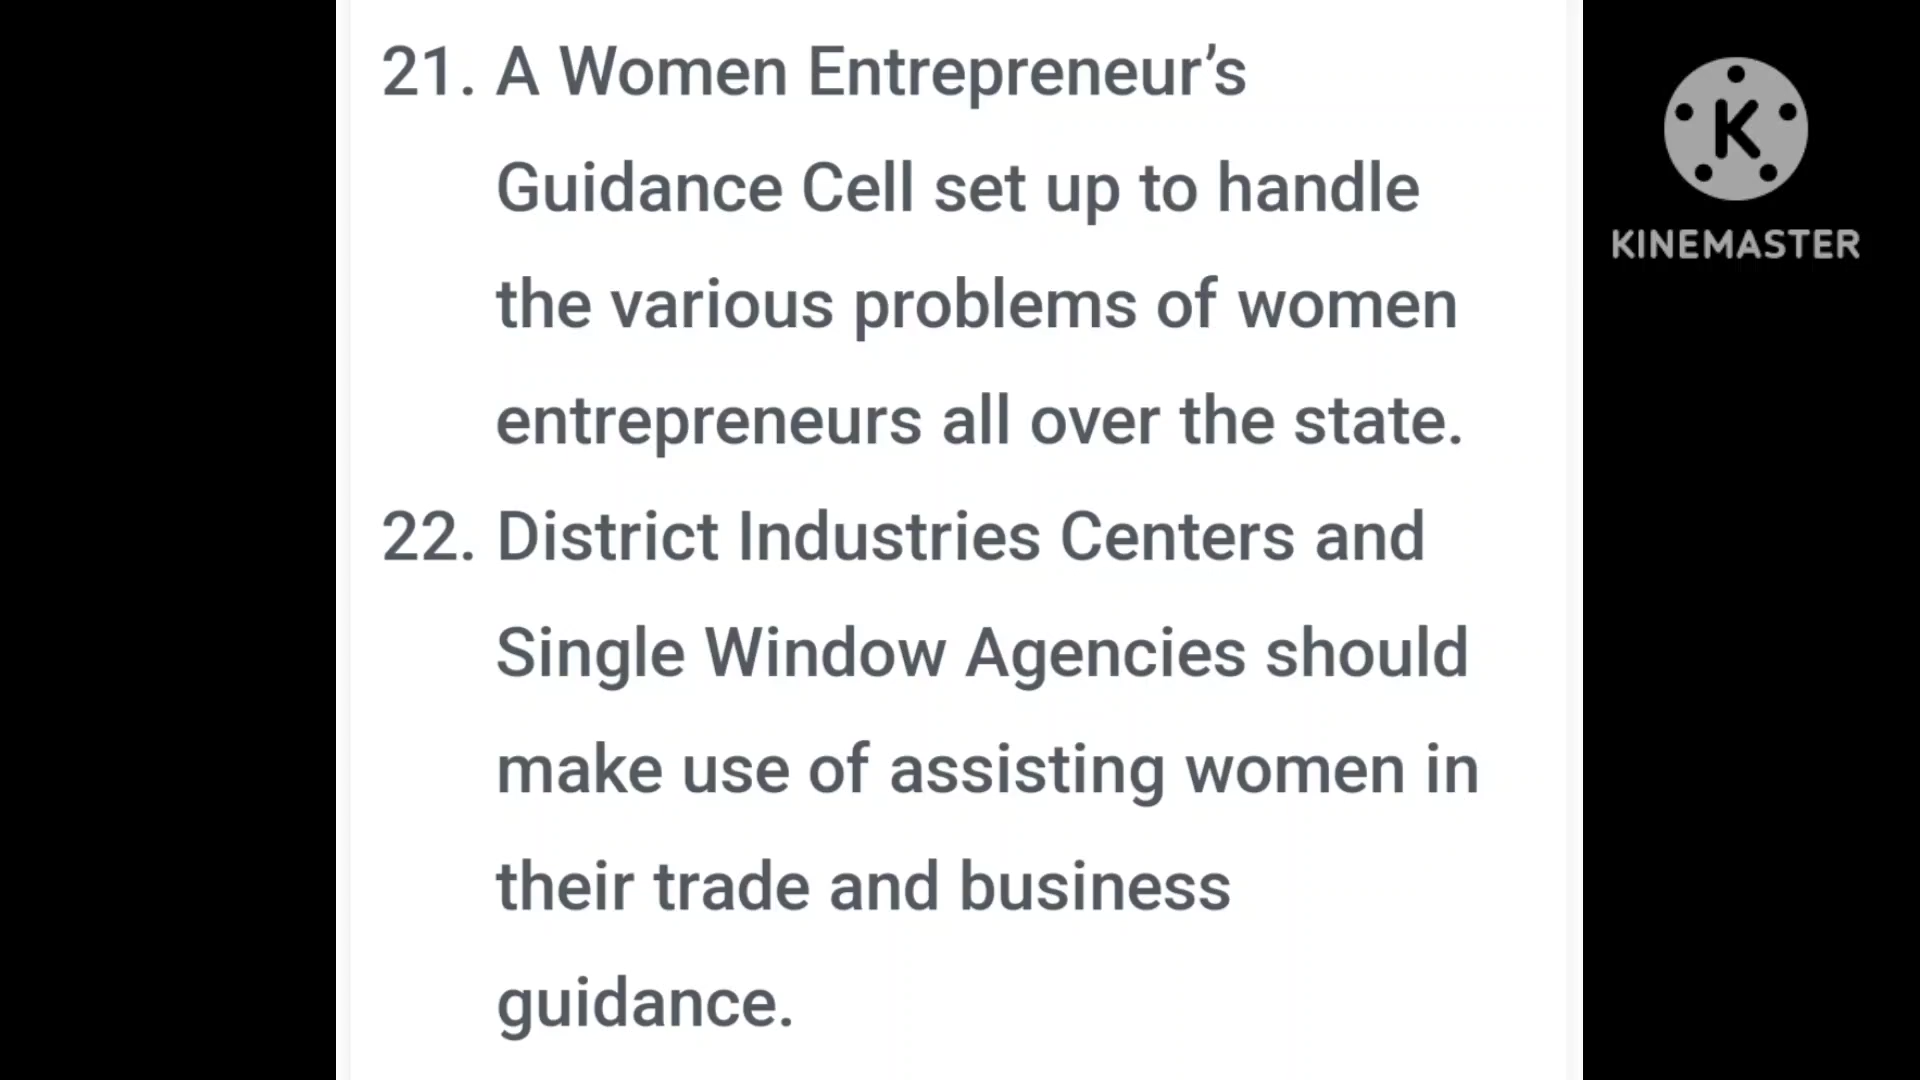 21. A Women Entrepreneur’s
Guidance Cell set up to handle
the various problems of women
entrepreneurs all over the state.
22. District Industries Centers and
Single Window Agencies should
make use of assisting women in
their trade and business
guidance.
K
KINEMASTER